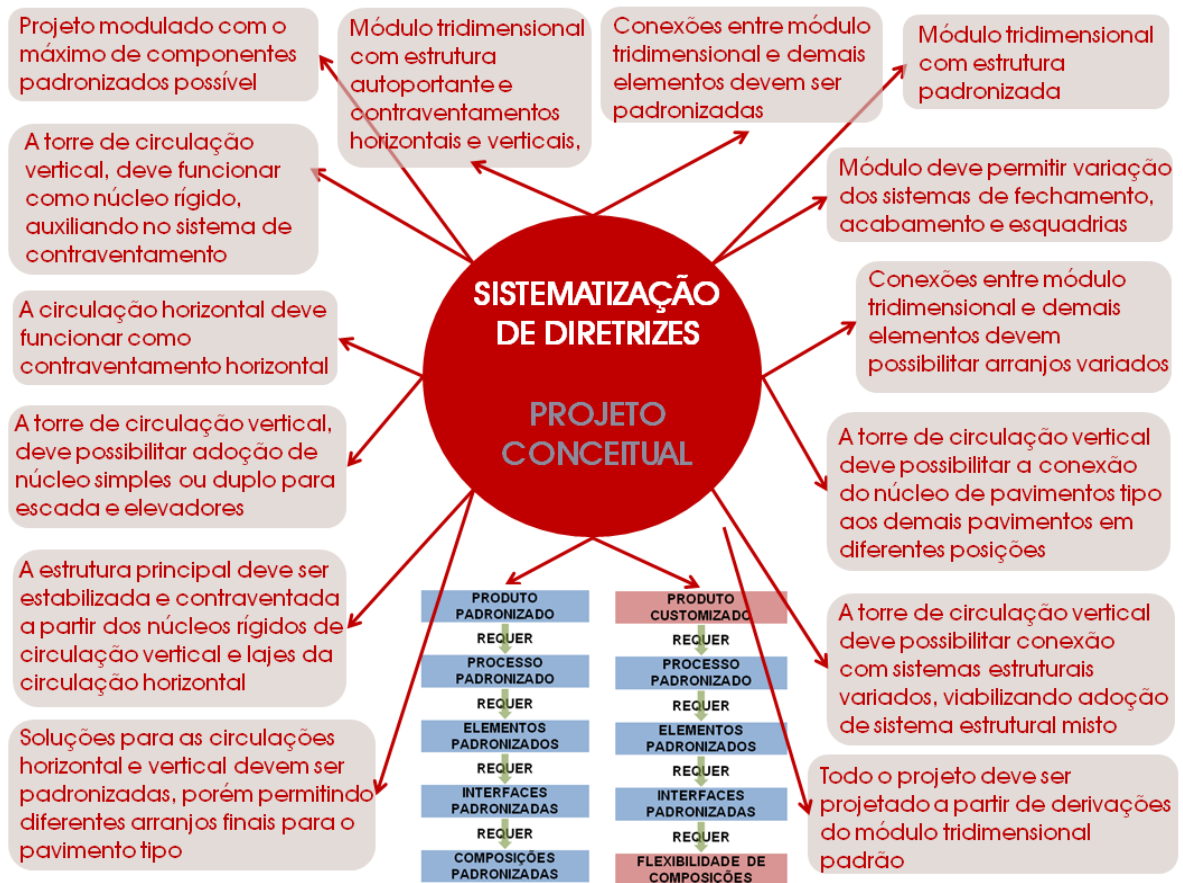 Projeto modulado com o
máximo de componentes
padronizados possível
Módulo tridimensional
com estrutura
autoportante e
contraventamentos
horizontais e verticais,
Conexões entre módulo
tridimensional e demais
elementos devem ser
padronizadas
Módulo tridimensional
com estrutura
padronizada
A torre de circulação
vertical, deve funcionar
como núcleo rígido,
auxiliando no sistema de
contraventamento
Módulo deve permitir variação
dos sistemas de fechamento,
acabamento e esquadrias
A circulação horizontal deve
funcionar como
contraventamento horizontal
SISTEMATIZAÇÃO
DE DIRETRIZES
PROJETO
CONCEITUAL
Conexões entre módulo
tridimensional e demais
elementos devem
possibilitar arranjos variados
A torre de circulação vertical,
deve possibilitar adoção de
núcleo simples ou duplo para
escada e elevadores
A torre de circulação vertical
deve possibilitar a conexão
do núcleo de pavimentos tipo
aos demais pavimentos em
diferentes posições
A estrutura principal deve ser
estabilizada e contraventada
a partir dos núcleos rígidos de
circulação vertical e lajes da
circulação horizontal
A torre de circulação vertical
deve possibilitar conexão
com sistemas estruturais
variados, viabilizando adoção
de sistema estrutural misto
Soluções para as circulações
horizontal e vertical devem ser
padronizadas, porém permitindo
diferentes arranjos finais para o
pavimento tipo
Todo o projeto deve ser
projetado a partir de derivações
do módulo tridimensional
padrão
PRODUTO
PADRONIZADO
REQUER
PROCESSO
PADRONIZADO
REQUER
ELEMENTOS
PADRONIZADOS
REQUER
INTERFACES
PADRONIZADAS
REQUER
COMPOSIÇÕES
PADRONIZADAS
PRODUTO
CUSTOMIZADO
REQUER
PROCESSO
PADRONIZADO
REQUER
ELEMENTOS
PADRONIZADOS
REQUER
INTERFACES
PADRONIZADAS
REQUER
FLEXIBILIDADE DE
COMPOSIÇÕES